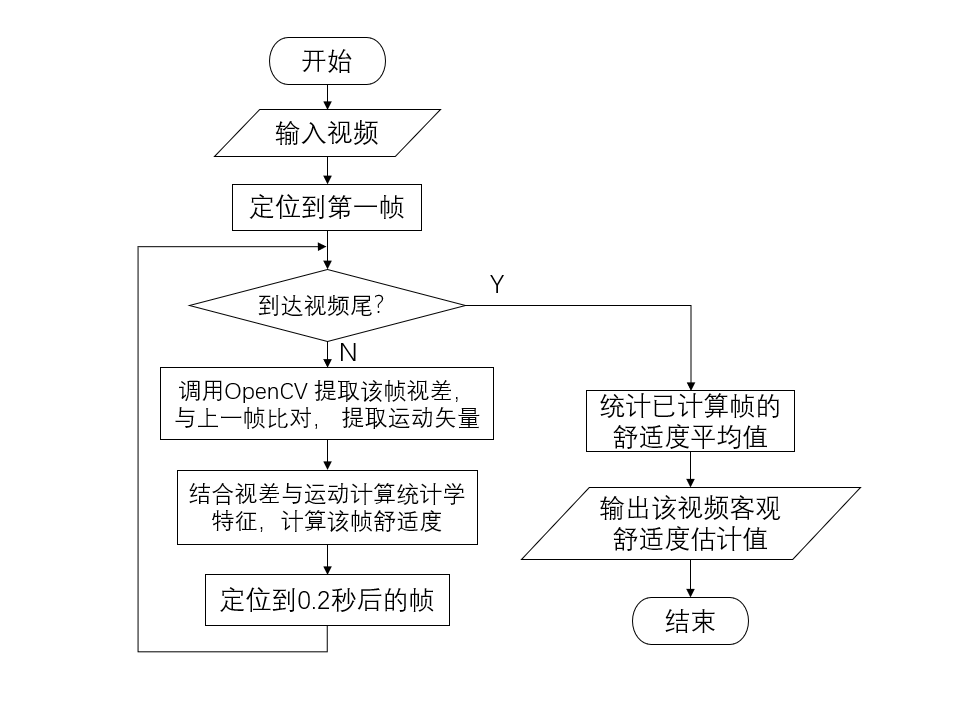 开始
输入视频
定位到第一帧
到达视频尾？
Y
N
调用OpenCV 提取该帧视差，
与上一帧比对， 提取运动矢量
结合视差与运动计算统计学
特征，计算该帧舒适度
定位到0.2秒后的帧
统计已计算帧的
舒适度平均值
输出该视频客观
舒适度估计值
结束